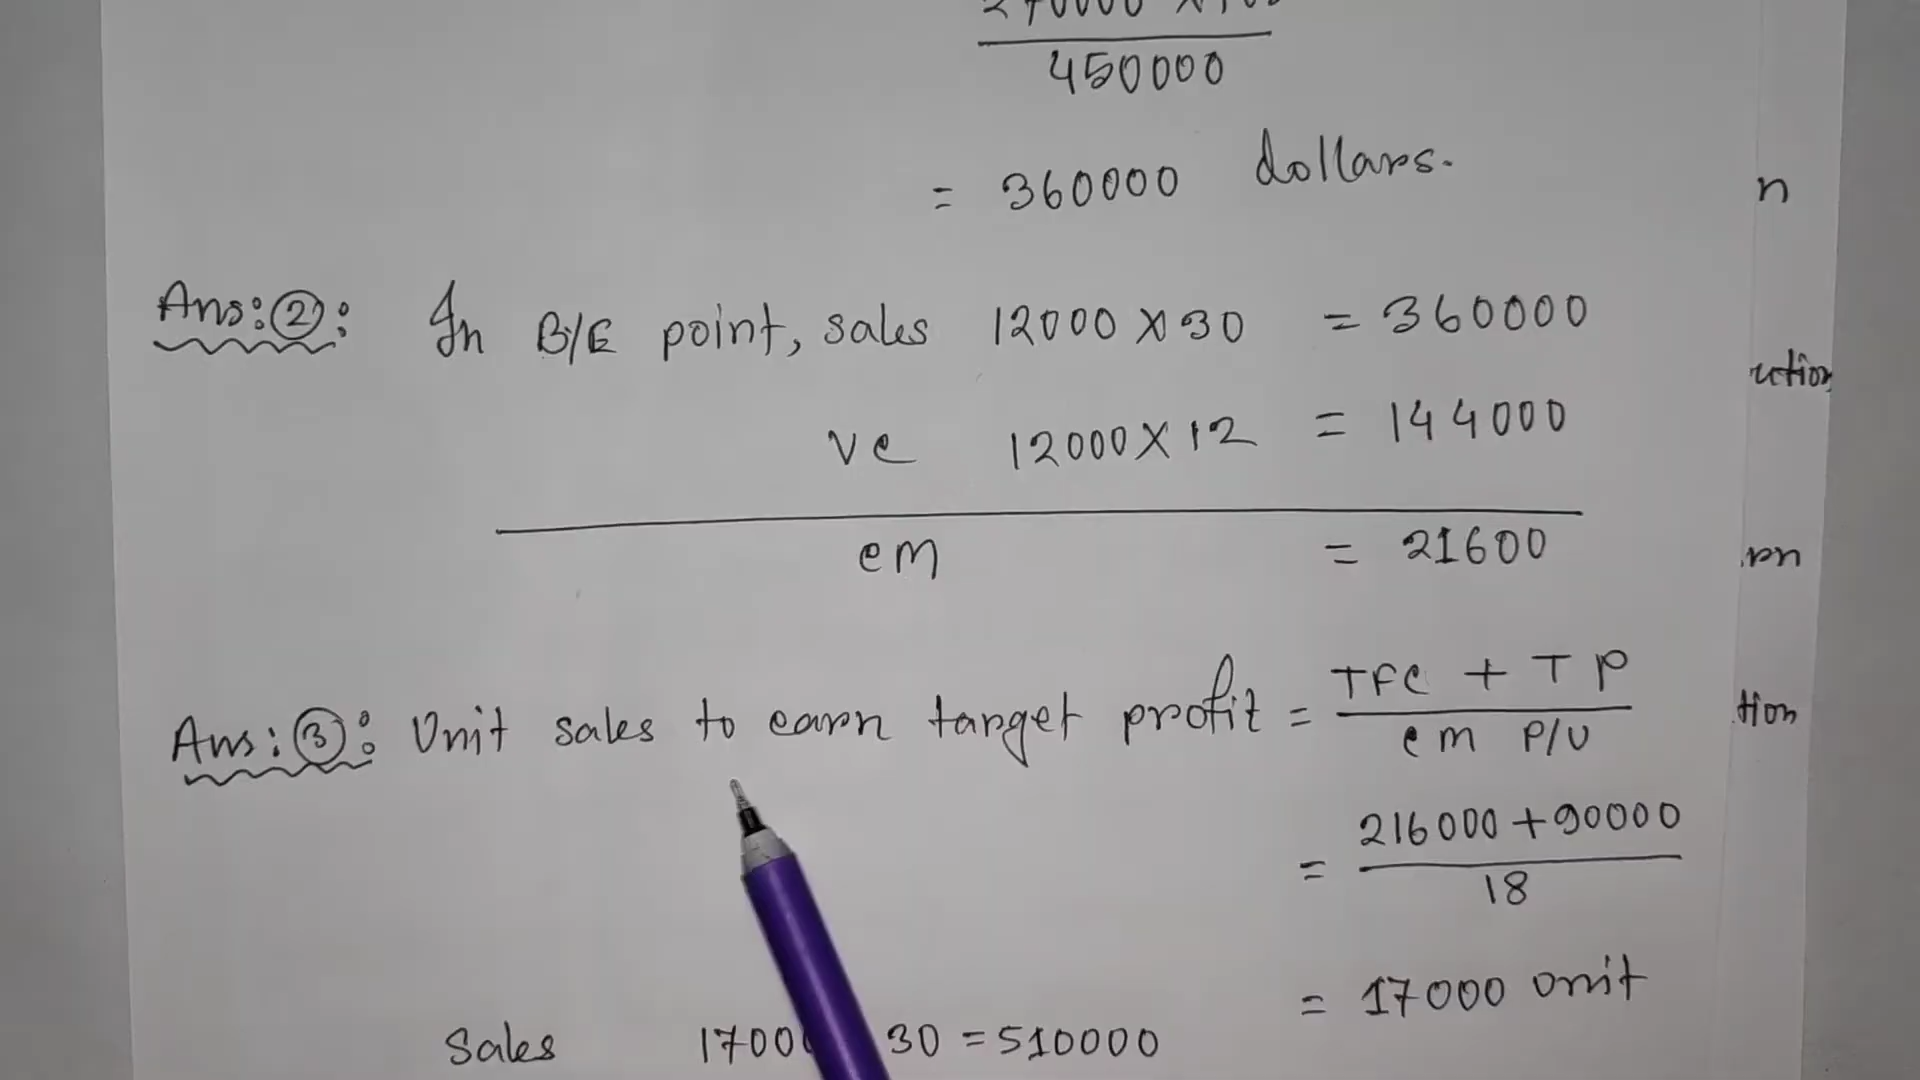 450000
= 360000 dollars.
n
Ans:②: In B/E point, sales 12000 X 30 = 360000
ution
vc 12000 X 12 = 144000
cm = 21600
rn
Ans:③: Unit sales to earn target profit = TFC + TP
cm P/U
tion
= 216000 + 90000
18
= 17000 unit
Sales 1700 30 = 510000